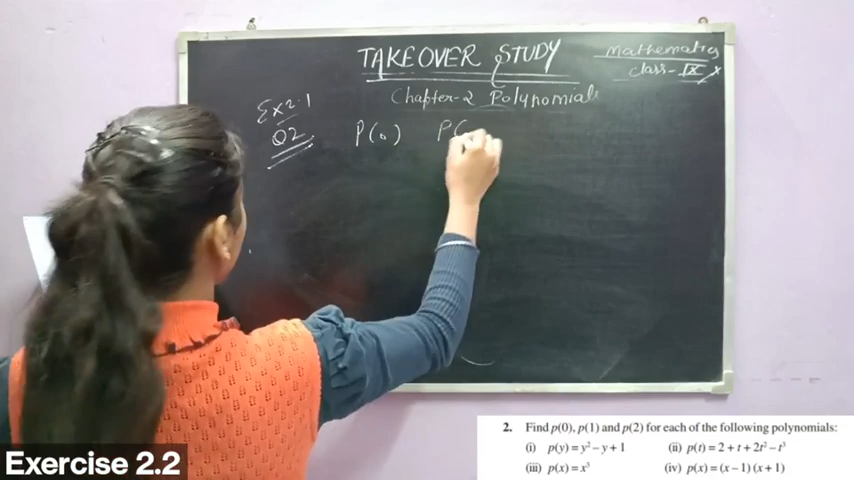 TAKEOVER STUDY
Mathematics
class-IX
Chapter-2 Polynomials
Ex 2.1
Q2
P(0) P(
2. Find p(0), p(1) and p(2) for each of the following polynomials:
(i) p(y) = y² – y + 1 (ii) p(t) = 2 + t + 2t² – t³
(iii) p(x) = x³ (iv) p(x) = (x – 1) (x + 1)
Exercise 2.2